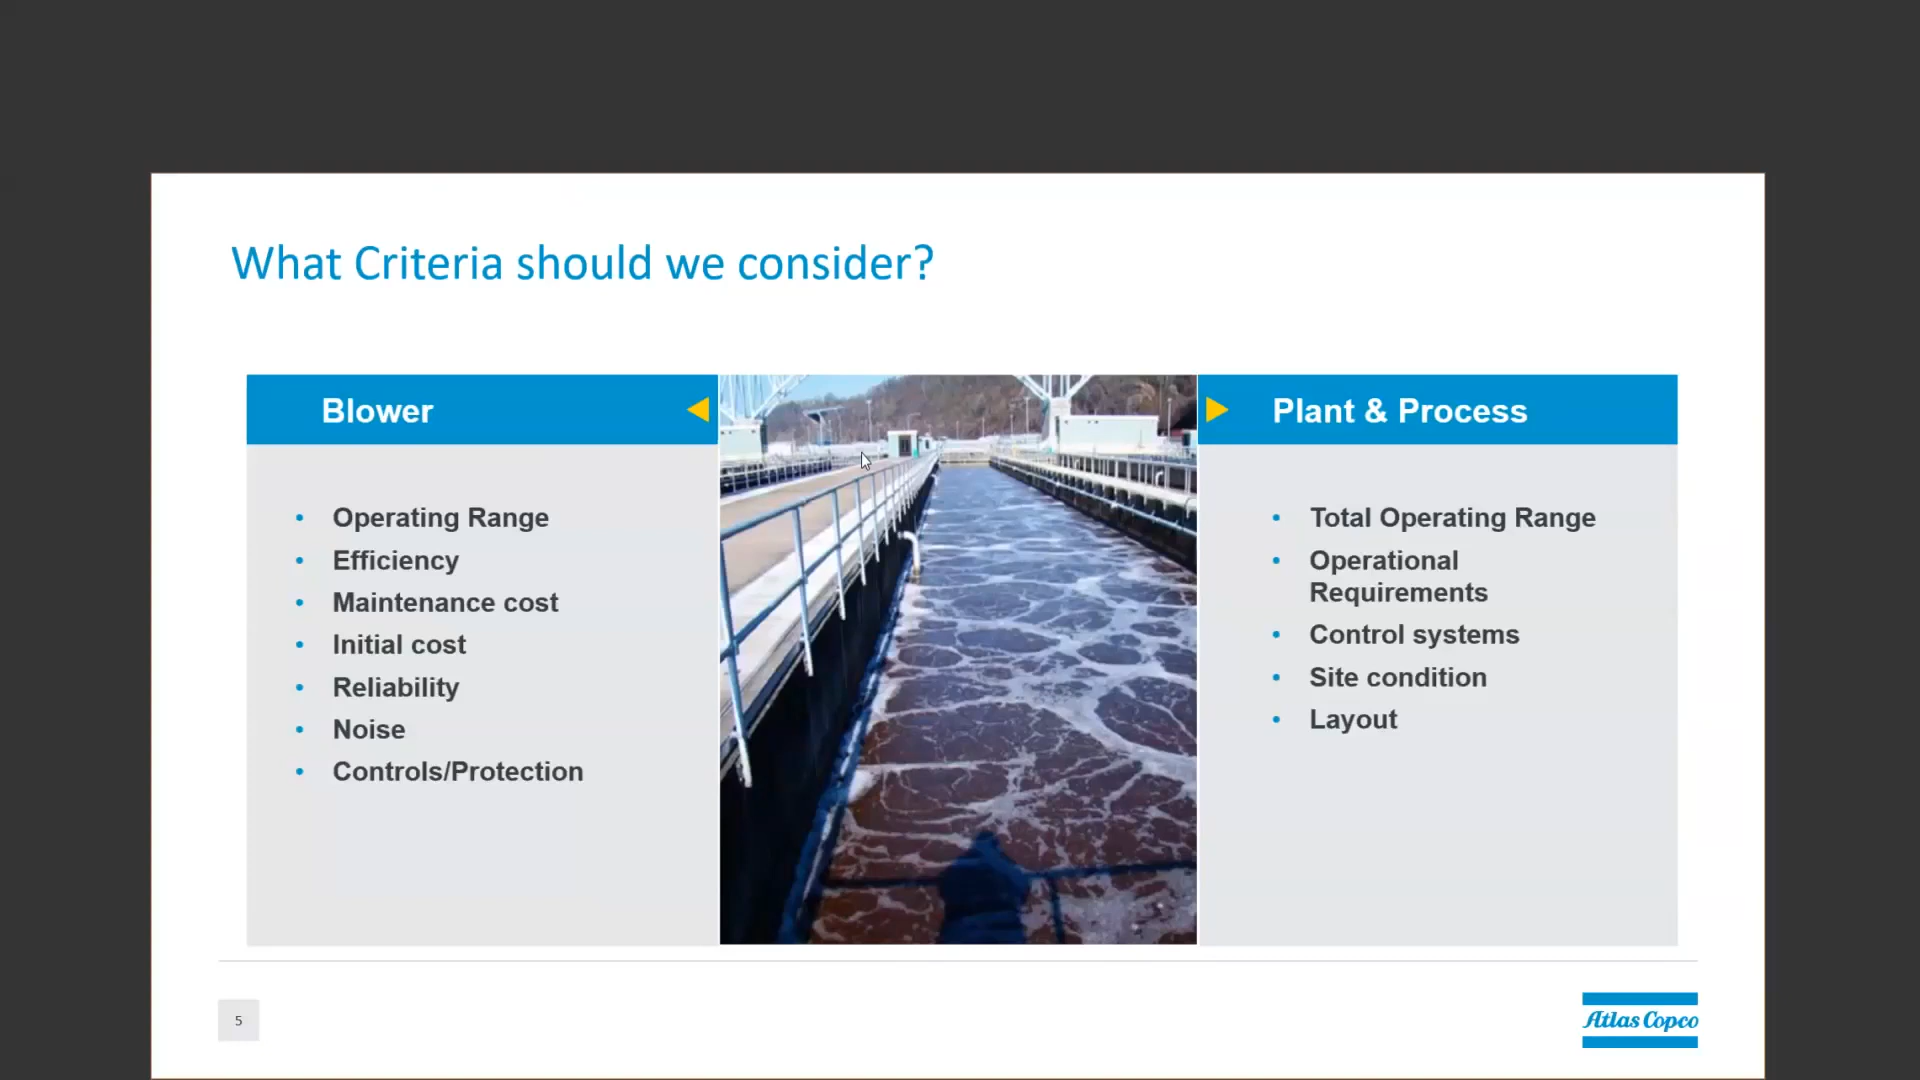 What Criteria should we consider?
Blower
Operating Range
Efficiency
Maintenance cost
Initial cost
Reliability
Noise
Controls/Protection
Plant & Process
Total Operating Range
Operational
Requirements
Control systems
Site condition
Layout
5
Atlas Copco